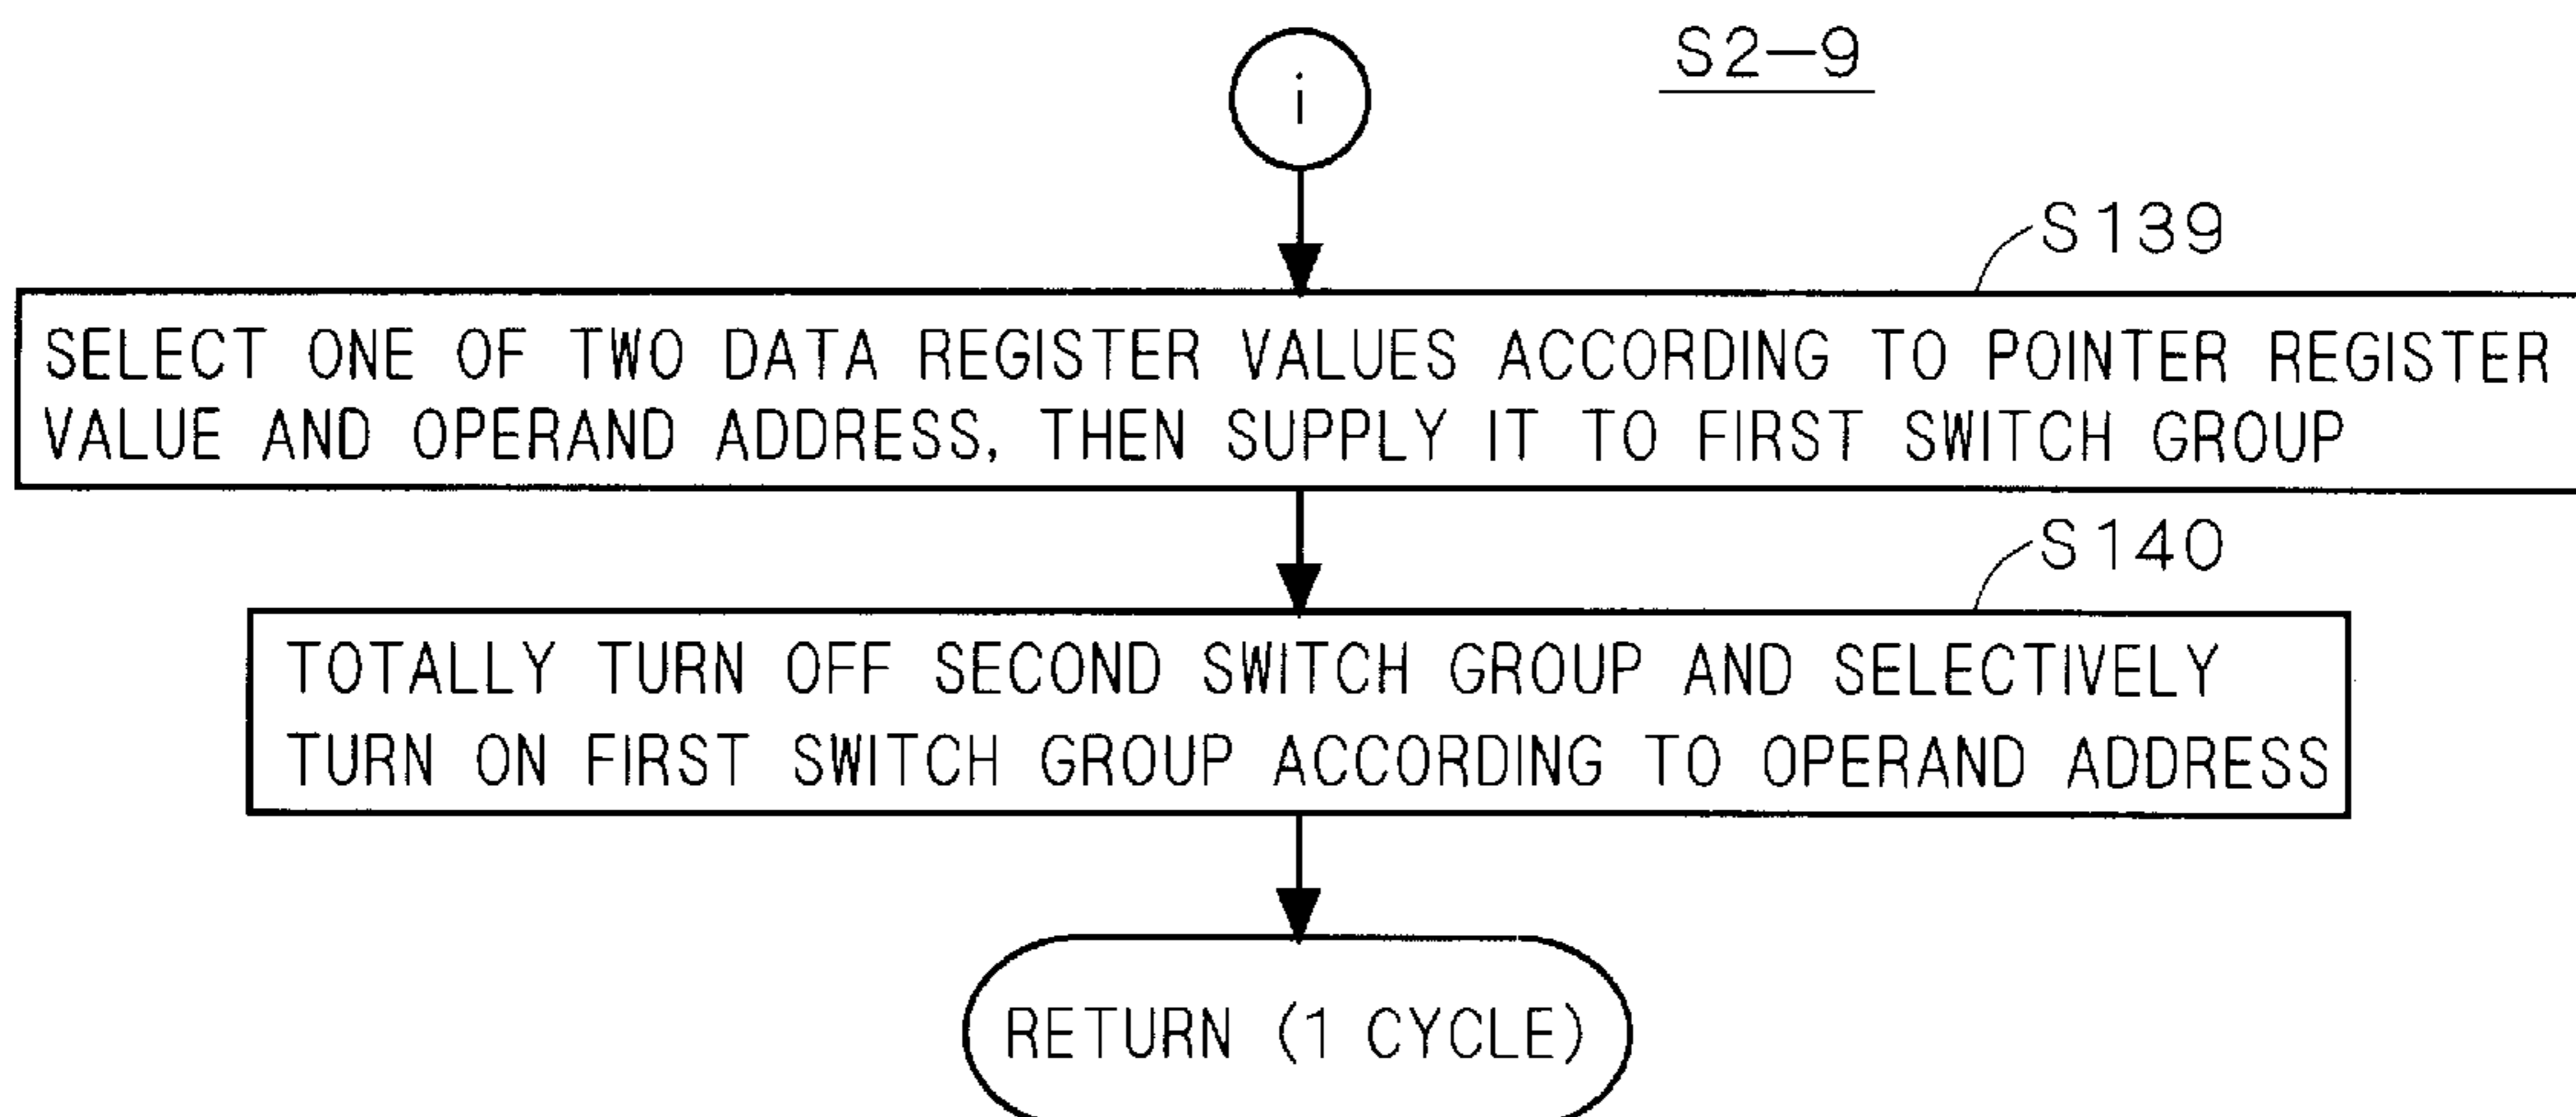 S2-9
i
S139
SELECT ONE OF TWO DATA REGISTER VALUES ACCORDING TO POINTER REGISTER
VALUE AND OPERAND ADDRESS, THEN SUPPLY IT TO FIRST SWITCH GROUP
S140
TOTALLY TURN OFF SECOND SWITCH GROUP AND SELECTIVELY
TURN ON FIRST SWITCH GROUP ACCORDING TO OPERAND ADDRESS
RETURN (1 CYCLE)